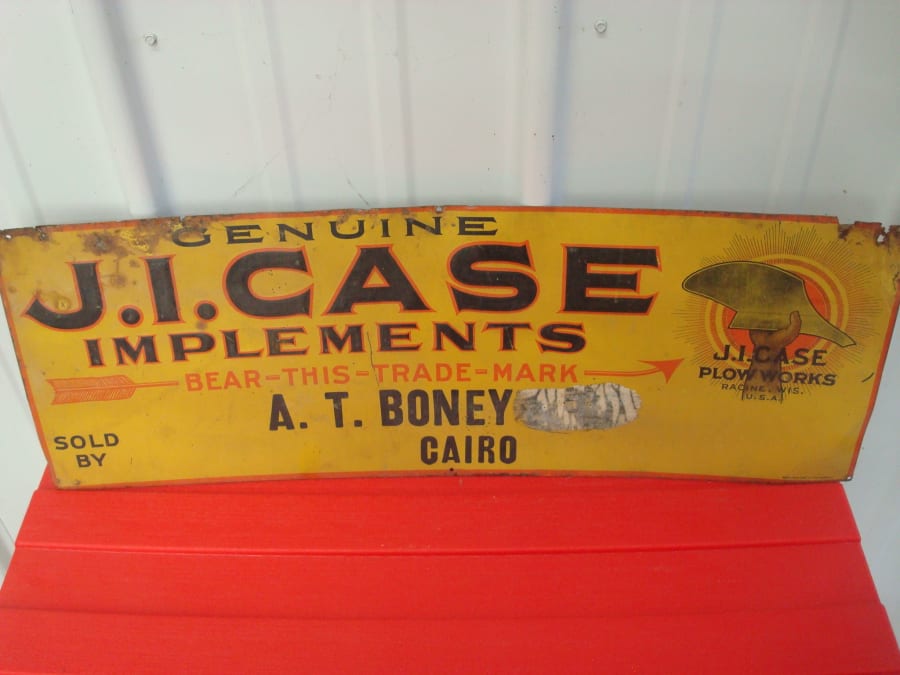 GENUINE
J.I.CASE
IMPLEMENTS
BEAR-THIS-TRADE-MARK
A. T. BONEY
CAIRO
SOLD
BY
J.I.CASE
PLOW WORKS
RACINE, WIS.
U.S.A.